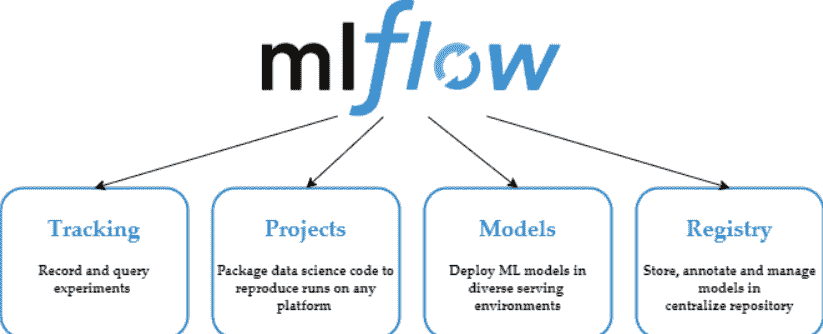 mlflow
Tracking
Record and query
experiments
Projects
Package data science code to
reproduce runs on any
platform
Models
Deploy ML models in
diverse serving
environments
Registry
Store, annotate and manage
models in
centralize repository